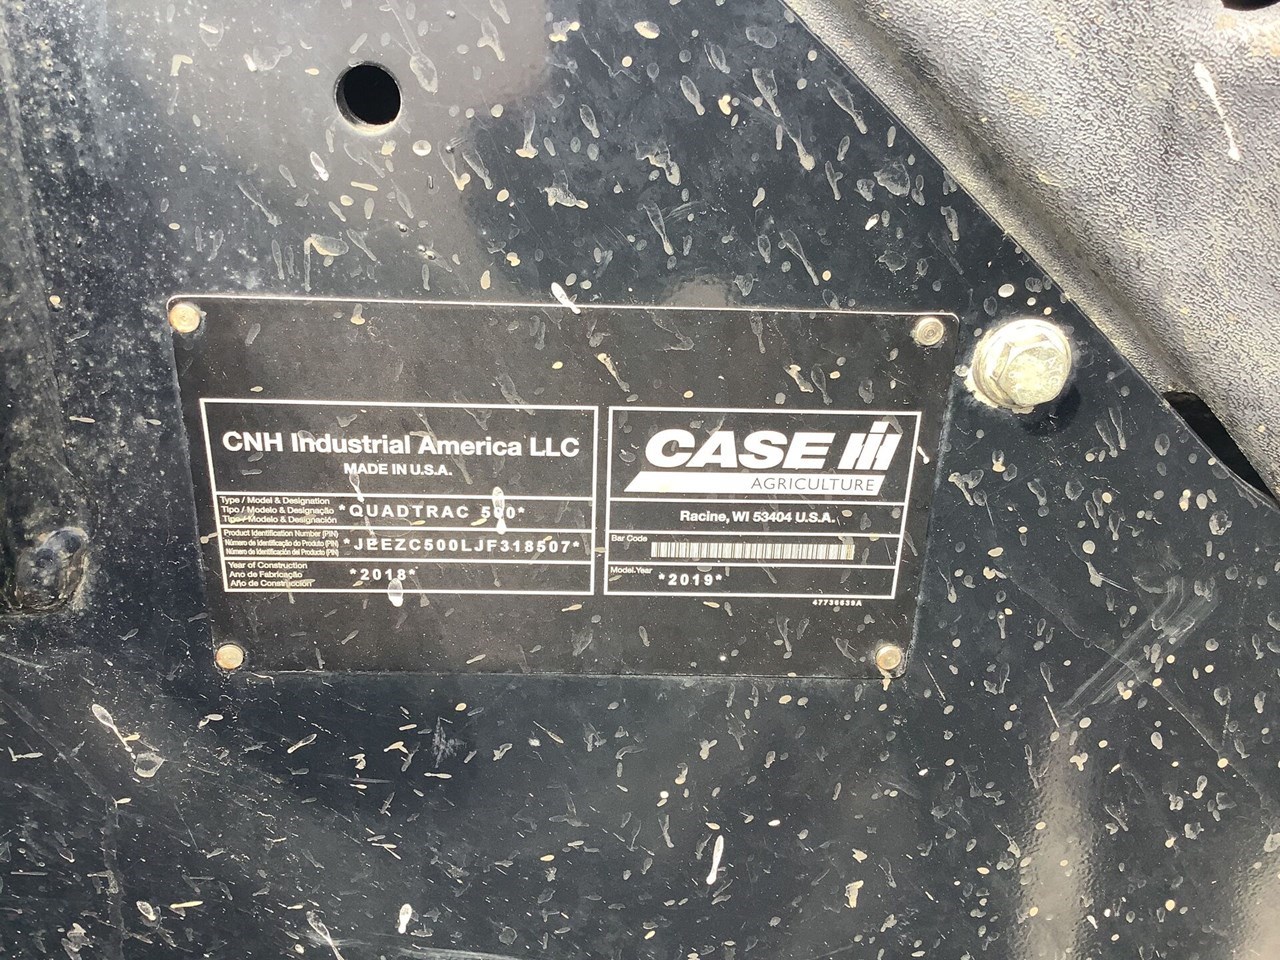 CNH Industrial America LLC
MADE IN U.S.A.
Type / Model & Designation
Tipo / Modelo & Designação
Tipo / Modelo & Designación
*QUADTRAC 500*
Product Identification Number (PIN)
Número de Identificação do Produto (PIN)
Número de Identificación del Producto (PIN)
*JEEZC500LJF318507*
Year of Construction
Ano de Fabricação
Año de Construcción
*2018*
CASE IH
AGRICULTURE
Racine, WI 53404 U.S.A.
Bar Code
Model Year
*2019*
47736639A